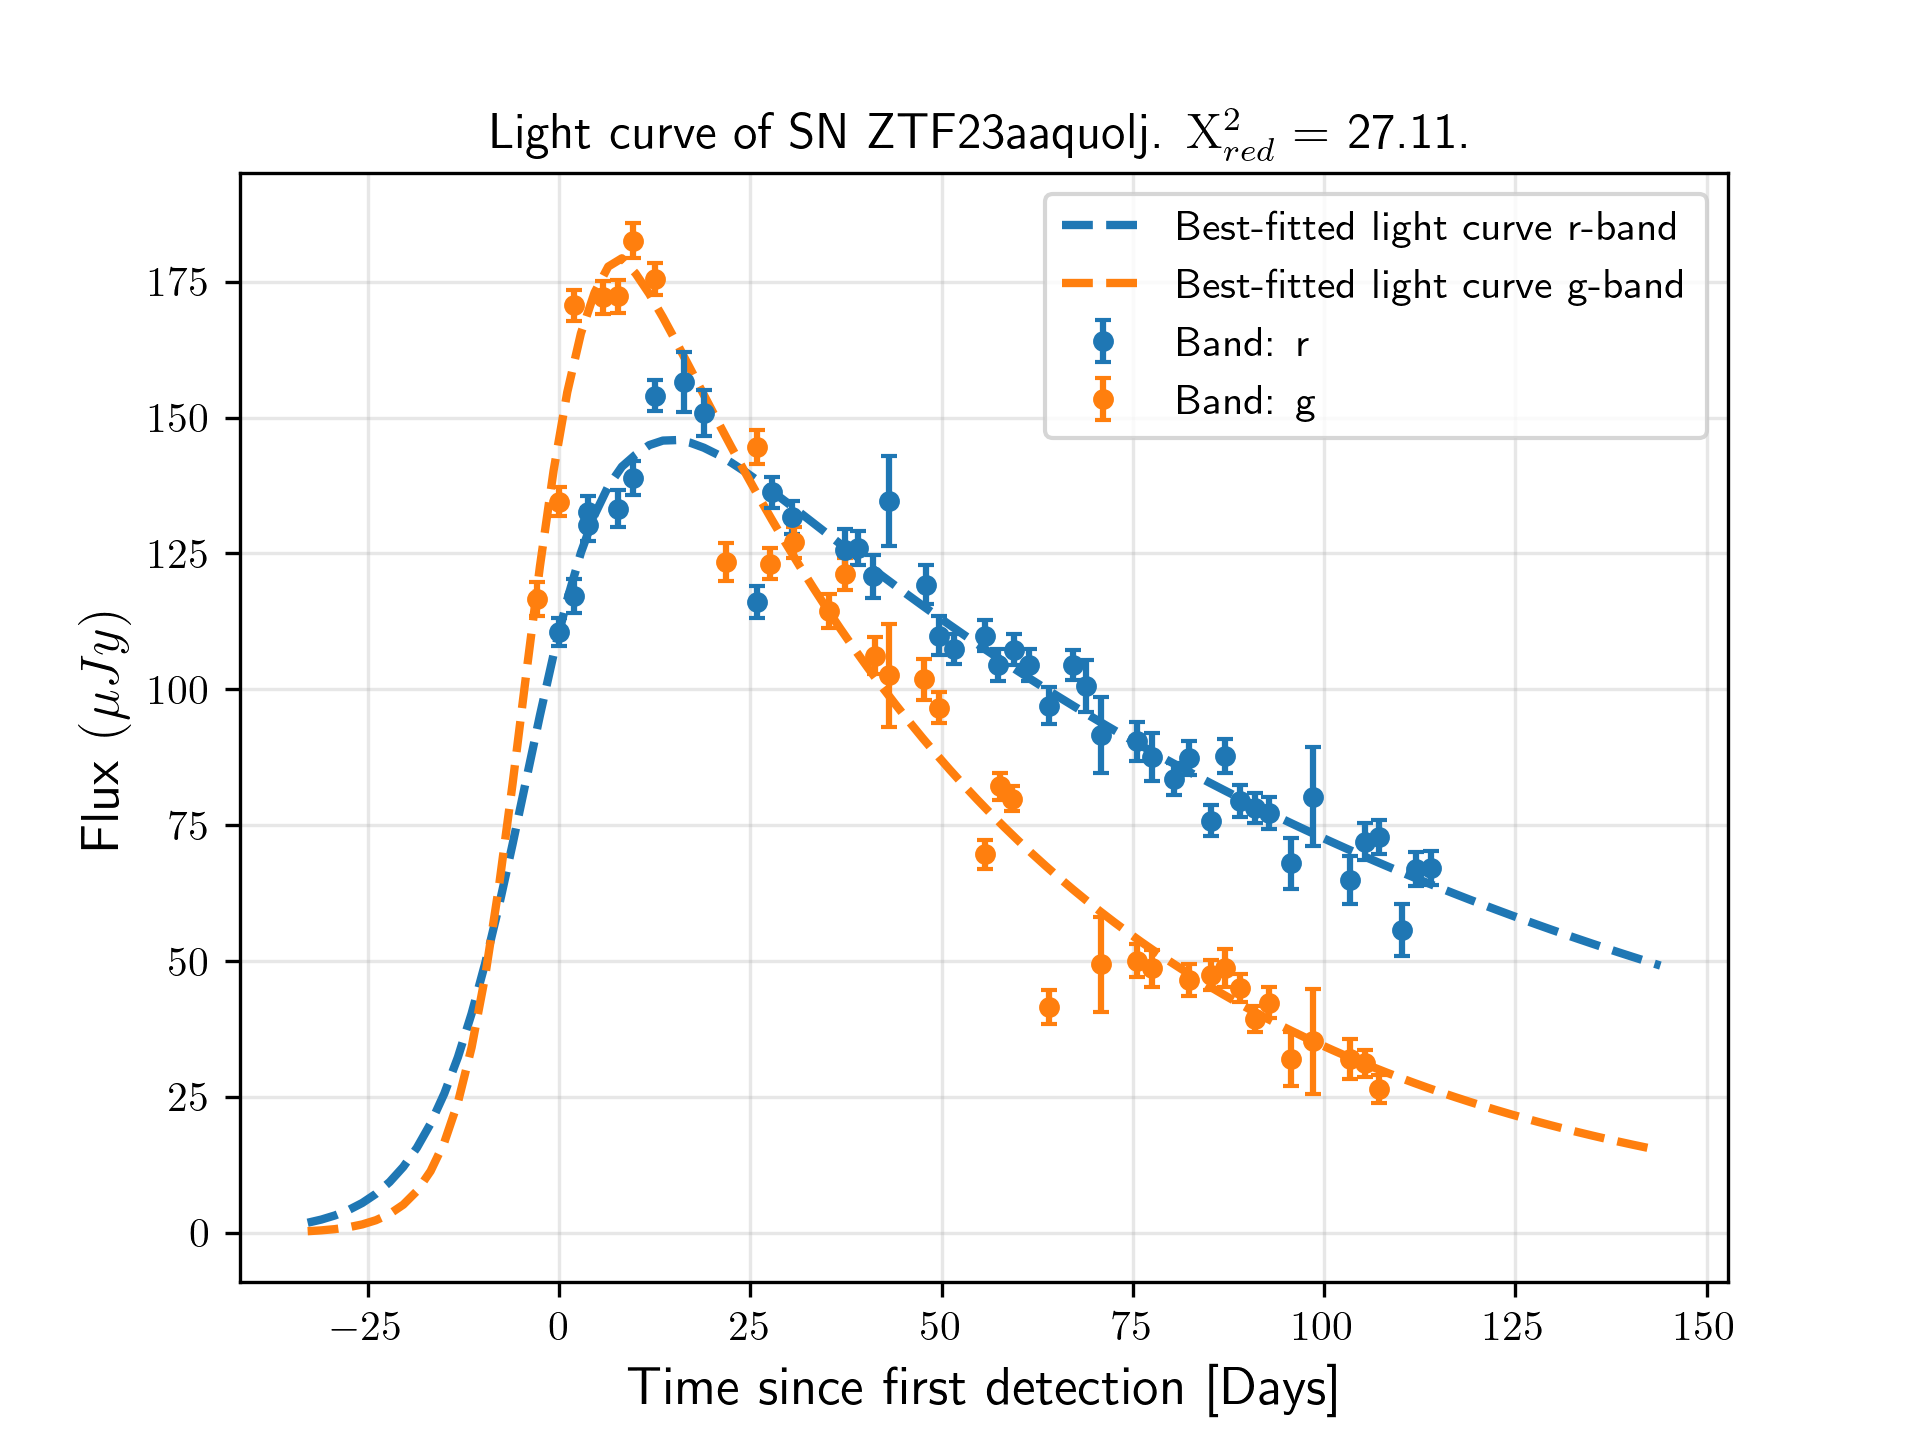 Light curve of SN ZTF23aaquolj. X²_red = 27.11.
Best-fitted light curve r-band
Best-fitted light curve g-band
Band: r
Band: g
175
150
125
100
75
50
25
0
Flux (μJy)
−25 0 25 50 75 100 125 150
Time since first detection [Days]